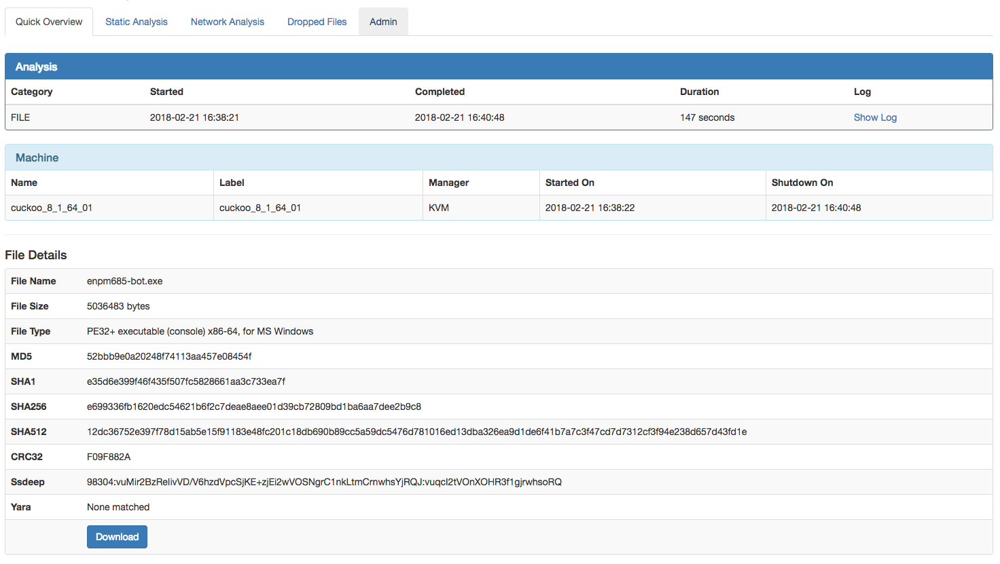 Quick Overview Static Analysis Network Analysis Dropped Files Admin
Analysis
Category Started Completed Duration Log
FILE 2018-02-21 16:38:21 2018-02-21 16:40:48 147 seconds Show Log
Machine
Name Label Manager Started On Shutdown On
cuckoo_8_1_64_01 cuckoo_8_1_64_01 KVM 2018-02-21 16:38:22 2018-02-21 16:40:48
File Details
File Name enpm685-bot.exe
File Size 5036483 bytes
File Type PE32+ executable (console) x86-64, for MS Windows
MD5 52bbb9e0a20248f74113aa457e08454f
SHA1 e35d6e399f46f435f507fc5828661aa3c733ea7f
SHA256 e699336fb1620edc54621b6f2c7deae8aee01d39cb72809bd1ba6aa7dee2b9c8
SHA512 12dc36752e397f78d15ab5e15f91183e48fc201c18db690b89cc5a59dc5476d781016ed13dba326ea9d1de6f41b7a7c3f47cd7d7312cf3f94e238d657d43fd1e
CRC32 F09F882A
Ssdeep 98304:vuMir2BzRelivVD/V6hzdVpcSjKE+zjEi2wVOSNgrC1nkLtmCrnwhsYjRQJ:vuqcI2tVOnXOHR3f1gjrwhsoRQ
Yara None matched
Download